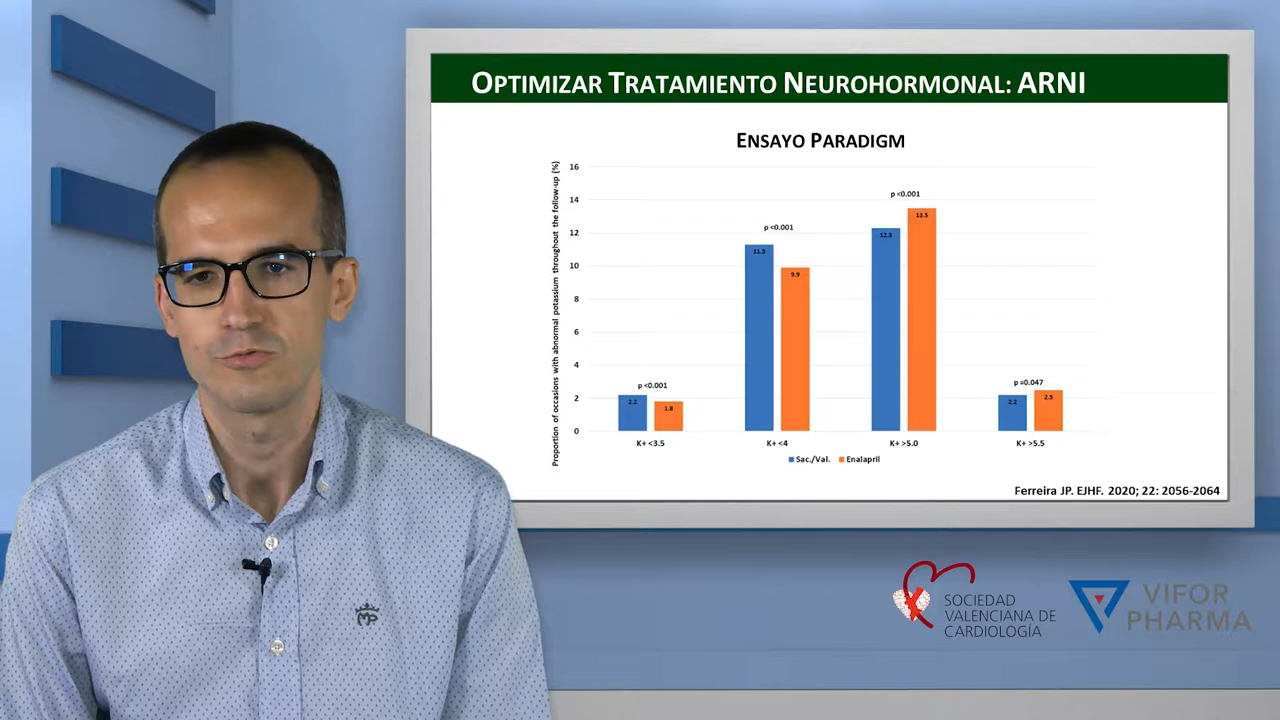 OPTIMIZAR TRATAMIENTO NEUROHORMONAL: ARNI
ENSAYO PARADIGM
Proportion of occasions with abnormal potassium throughout the follow-up (%)
16
14
12
10
8
6
4
2
0
p <0.001
2.2
1.8
p <0.001
11.3
9.9
p <0.001
12.3
13.5
p =0.047
2.2
2.5
K+ <3.5
K+ <4
K+ >5.0
K+ >5.5
Sac./Val.
Enalapril
Ferreira JP. EJHF. 2020; 22: 2056-2064
SOCIEDAD
VALENCIANA DE
CARDIOLOGÍA
VIFOR
PHARMA
MP